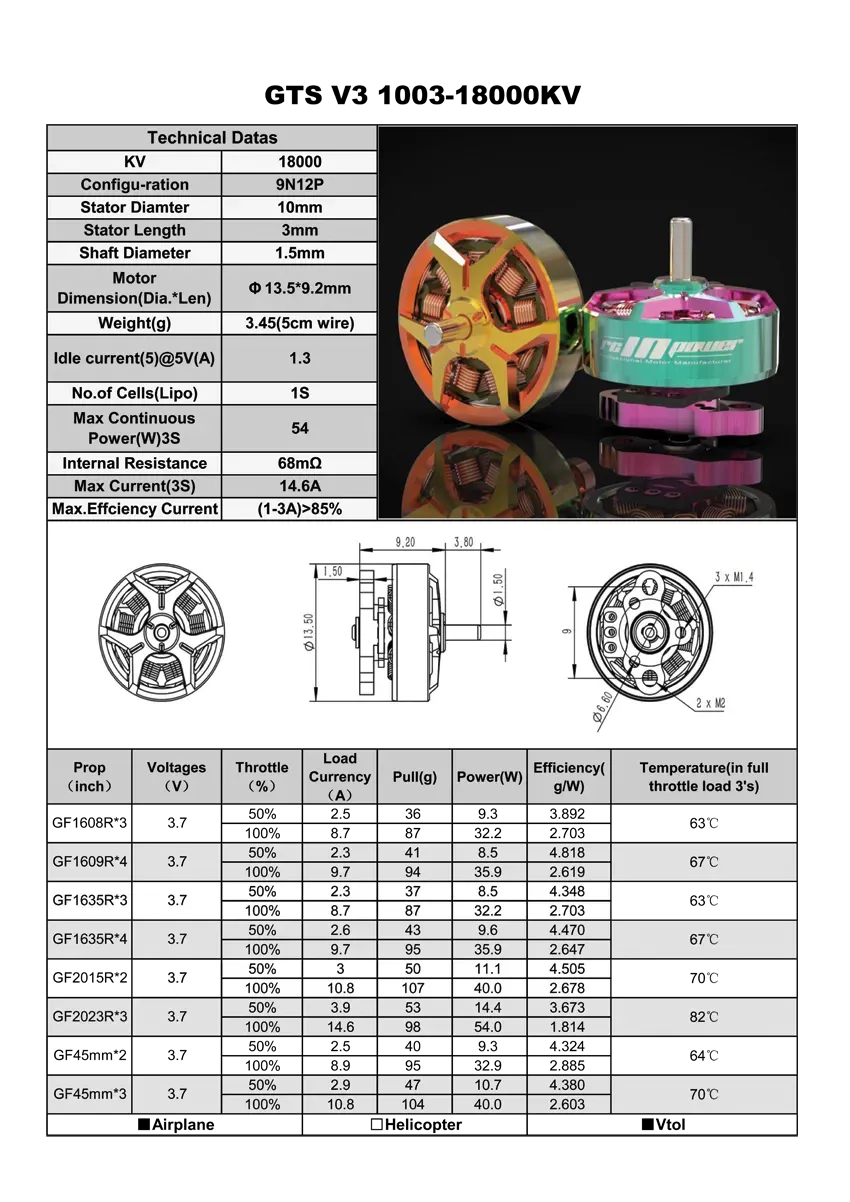 GTS V3 1003-18000KV
Technical Datas
KV 18000
Configu-ration 9N12P
Stator Diamter 10mm
Stator Length 3mm
Shaft Diameter 1.5mm
Motor
Dimension(Dia.*Len) Φ 13.5*9.2mm
Weight(g) 3.45(5cm wire)
Idle current(5)@5V(A) 1.3
No.of Cells(Lipo) 1S
Max Continuous
Power(W)3S 54
Internal Resistance 68mΩ
Max Current(3S) 14.6A
Max.Effciency Current (1-3A)>85%
rcINpower
Professional Motor Manufacturer
9.20 3.80
1.50
∅13.50
∅1.50
3 x M1.4
9
∅6.60
2 x M2
Prop
（inch） Voltages
（V） Throttle
（%） Load
Currency
（A） Pull(g) Power(W) Efficiency(
g/W) Temperature(in full
throttle load 3's)
GF1608R*3 3.7 50% 2.5 36 9.3 3.892 63℃
100% 8.7 87 32.2 2.703
GF1609R*4 3.7 50% 2.3 41 8.5 4.818 67℃
100% 9.7 94 35.9 2.619
GF1635R*3 3.7 50% 2.3 37 8.5 4.348 63℃
100% 8.7 87 32.2 2.703
GF1635R*4 3.7 50% 2.6 43 9.6 4.470 67℃
100% 9.7 95 35.9 2.647
GF2015R*2 3.7 50% 3 50 11.1 4.505 70℃
100% 10.8 107 40.0 2.678
GF2023R*3 3.7 50% 3.9 53 14.4 3.673 82℃
100% 14.6 98 54.0 1.814
GF45mm*2 3.7 50% 2.5 40 9.3 4.324 64℃
100% 8.9 95 32.9 2.885
GF45mm*3 3.7 50% 2.9 47 10.7 4.380 70℃
100% 10.8 104 40.0 2.603
■Airplane □Helicopter ■Vtol